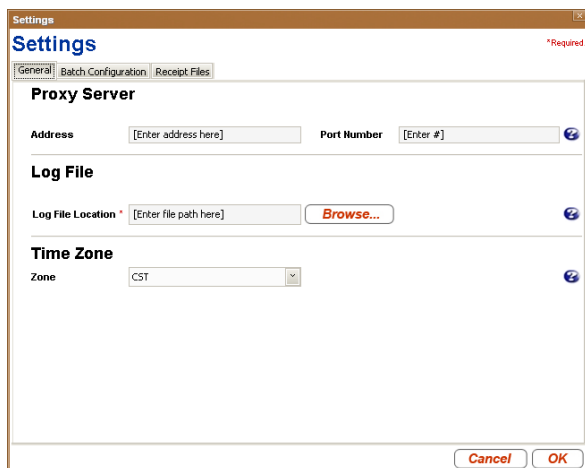 Settings
Settings
*Required
General Batch Configuration Receipt Files
Proxy Server
Address [Enter address here] Port Number [Enter #] ?
Log File
Log File Location * [Enter file path here] Browse... ?
Time Zone
Zone CST ?
Cancel OK